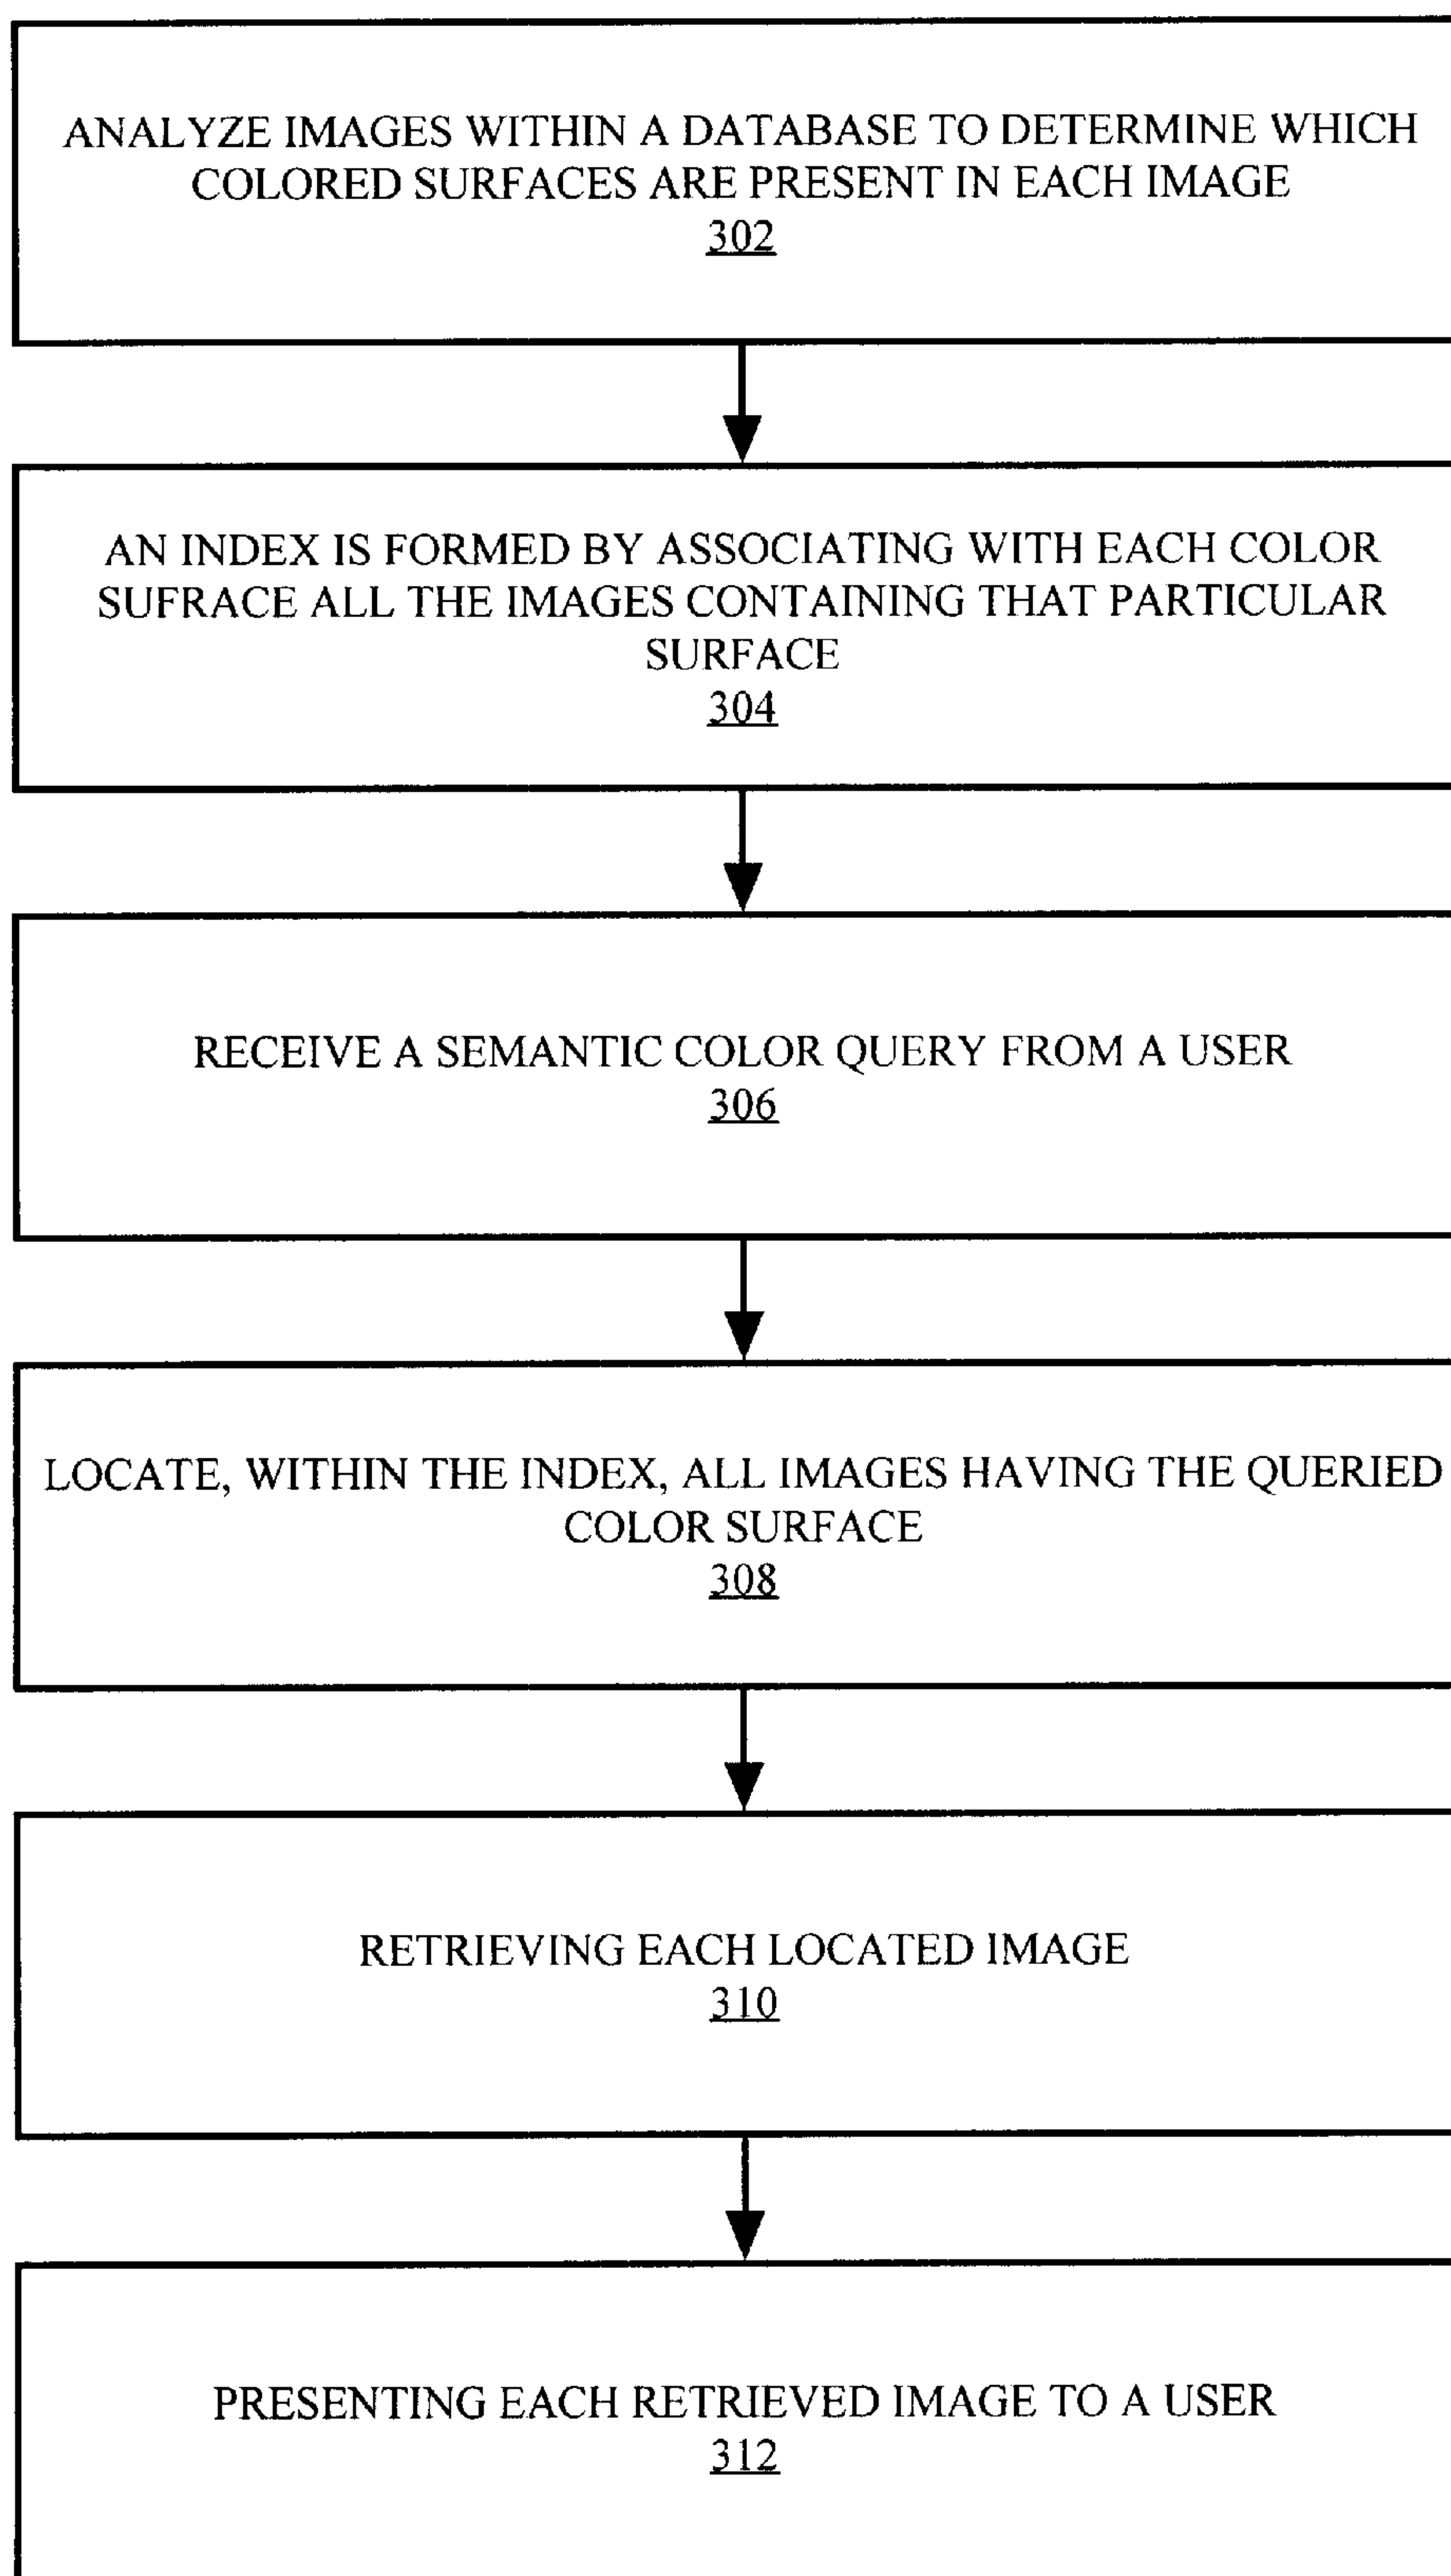 ANALYZE IMAGES WITHIN A DATABASE TO DETERMINE WHICH
COLORED SURFACES ARE PRESENT IN EACH IMAGE
302
AN INDEX IS FORMED BY ASSOCIATING WITH EACH COLOR
SUFRACE ALL THE IMAGES CONTAINING THAT PARTICULAR
SURFACE
304
RECEIVE A SEMANTIC COLOR QUERY FROM A USER
306
LOCATE, WITHIN THE INDEX, ALL IMAGES HAVING THE QUERIED
COLOR SURFACE
308
RETRIEVING EACH LOCATED IMAGE
310
PRESENTING EACH RETRIEVED IMAGE TO A USER
312